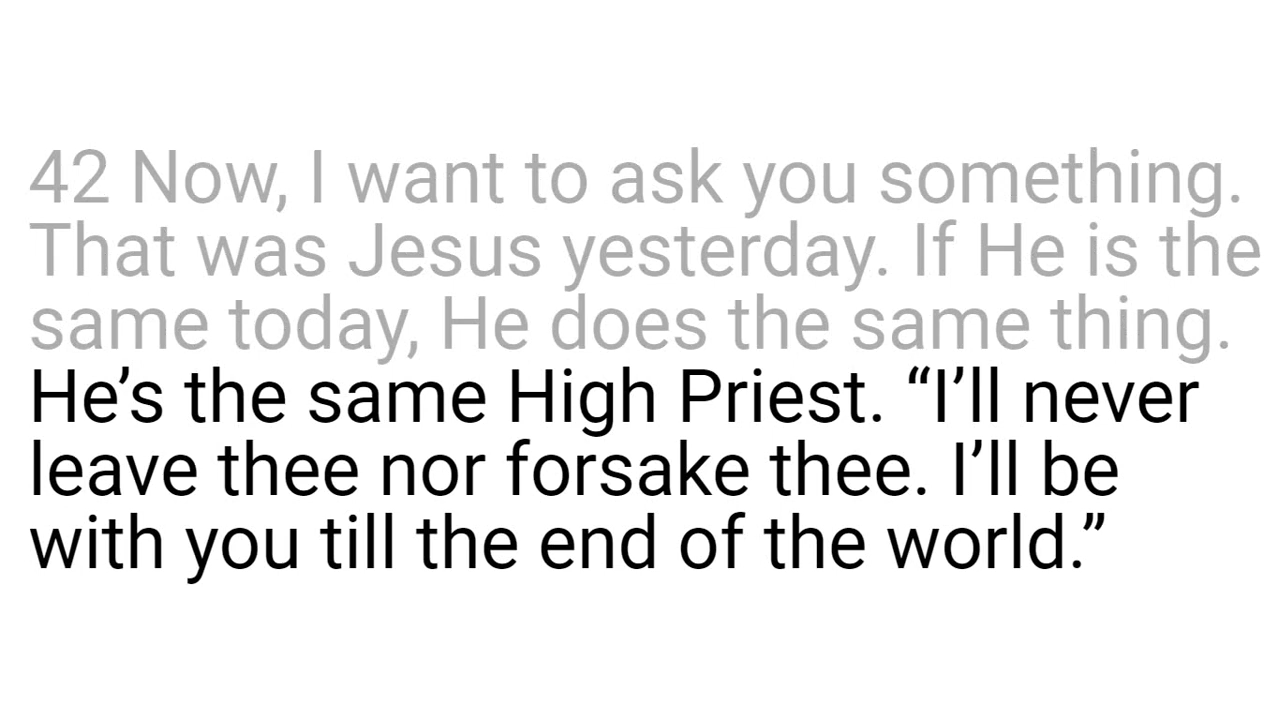 42 Now, I want to ask you something.
That was Jesus yesterday. If He is the
same today, He does the same thing.
He’s the same High Priest. “I’ll never
leave thee nor forsake thee. I’ll be
with you till the end of the world.”